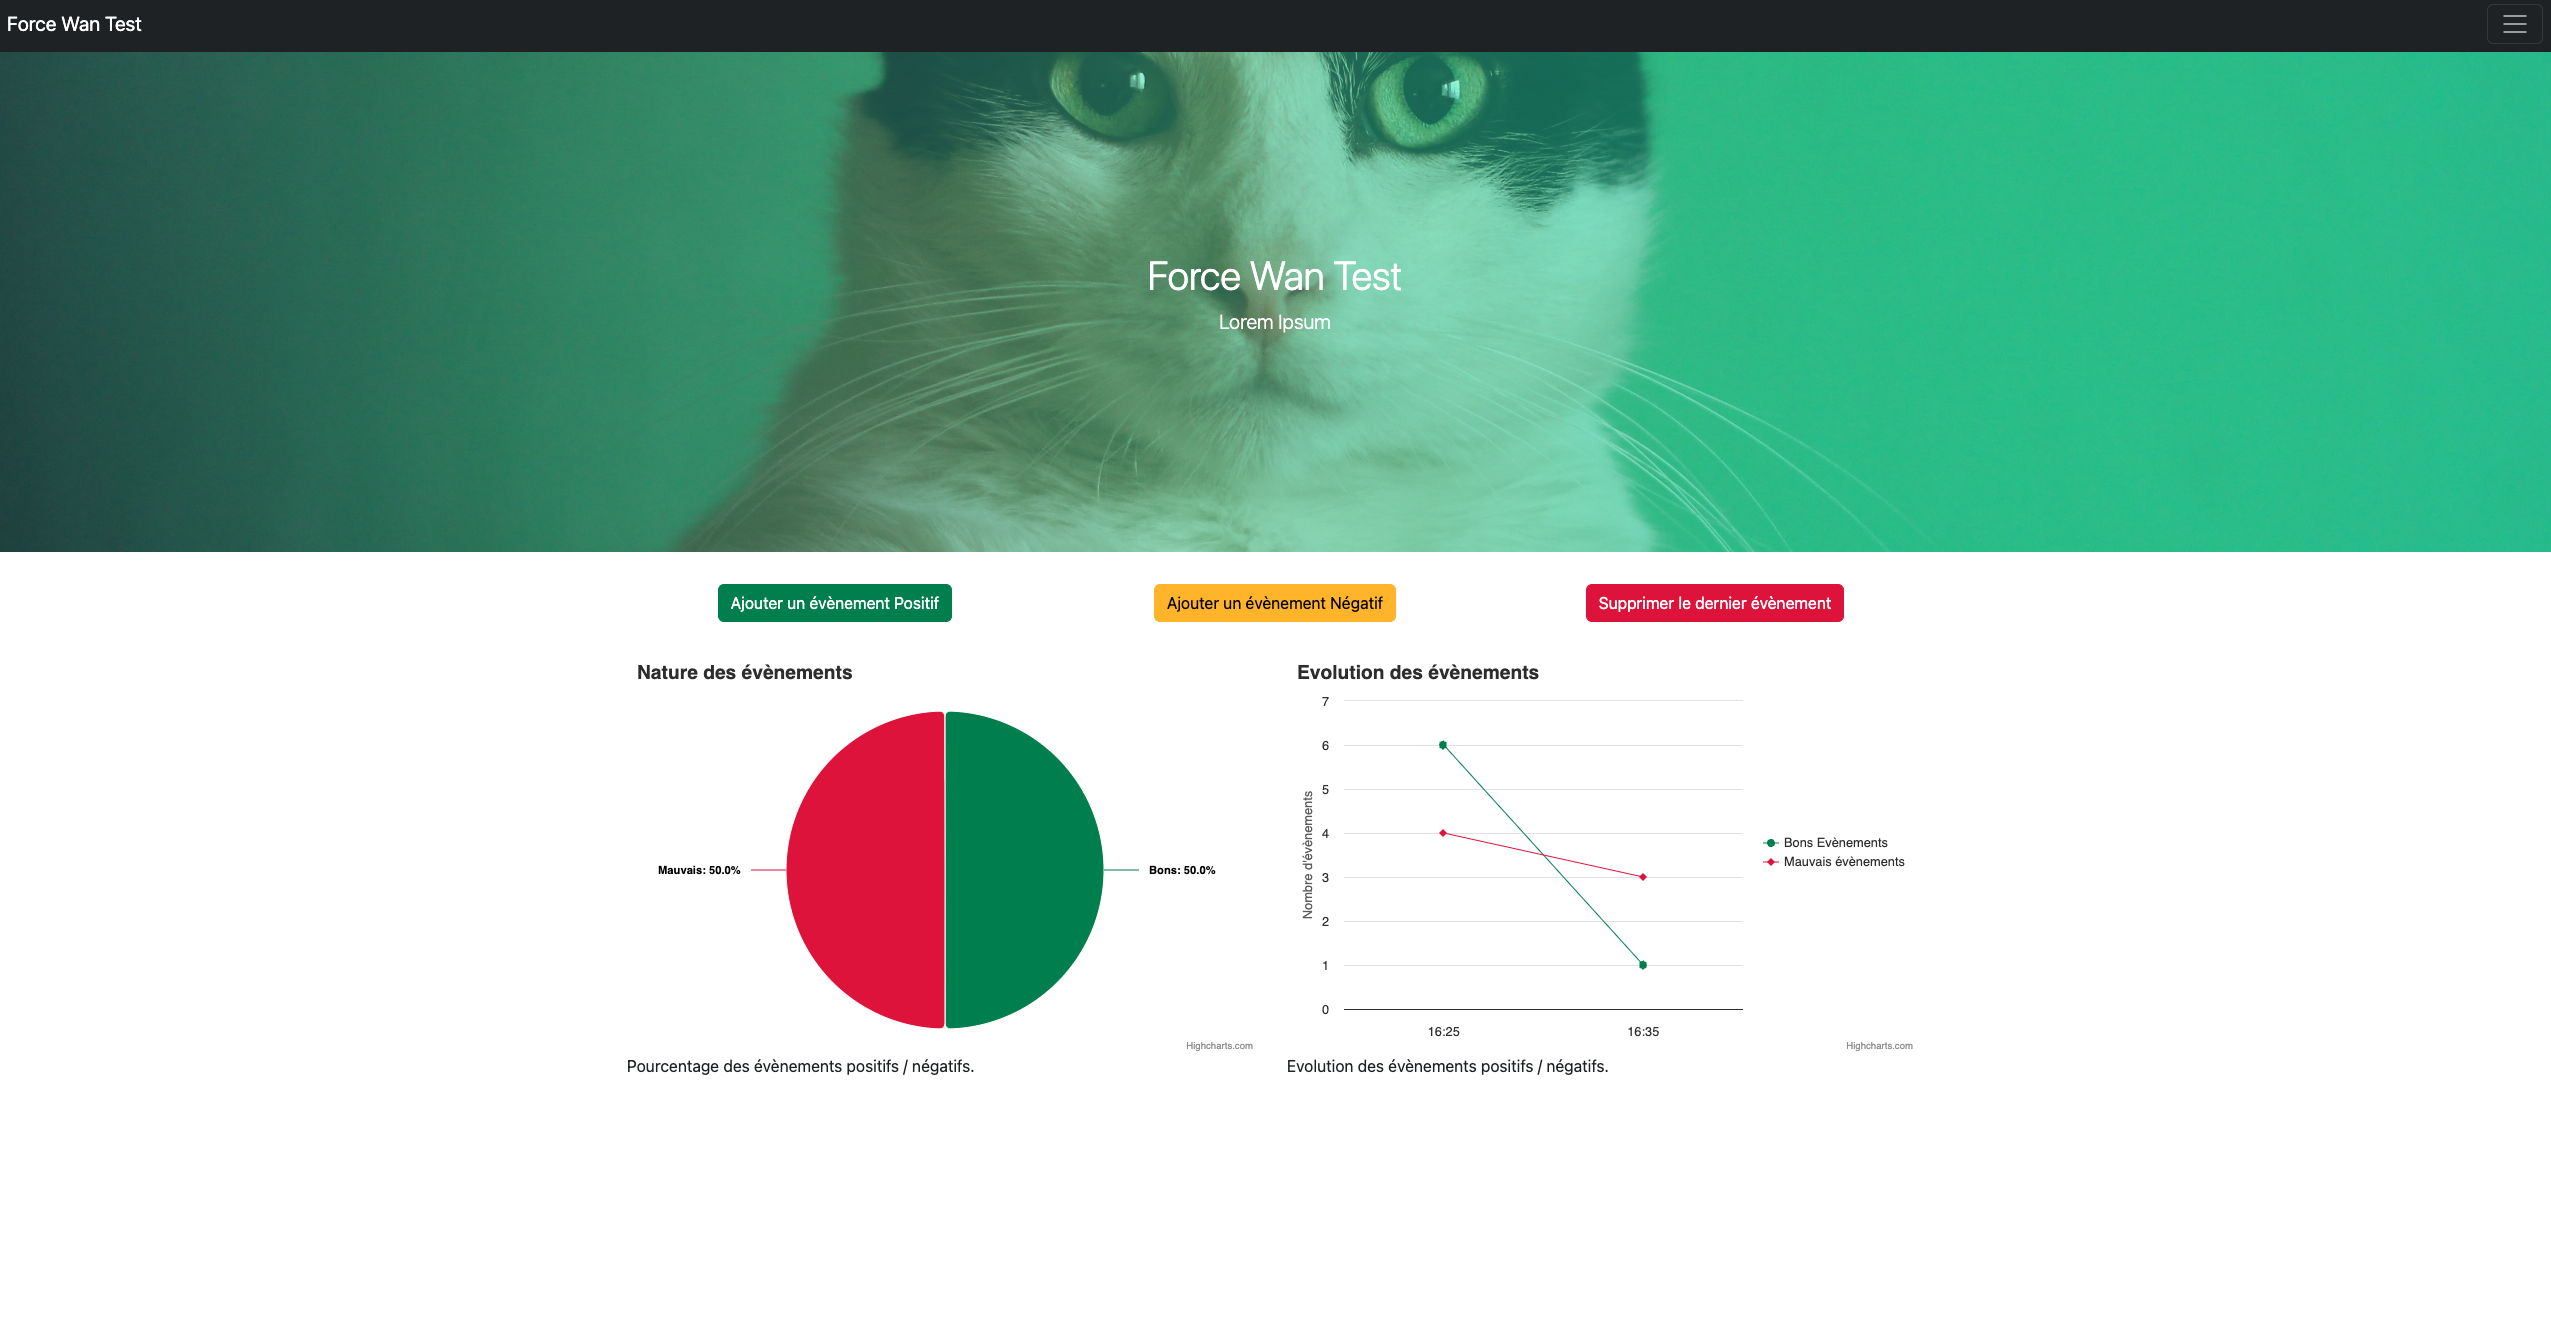 Force Wan Test
Force Wan Test
Lorem Ipsum
Ajouter un évènement Positif
Ajouter un évènement Négatif
Supprimer le dernier évènement
Nature des évènements
Mauvais: 50.0%
Bons: 50.0%
Highcharts.com
Pourcentage des évènements positifs / négatifs.
Evolution des évènements
Nombre d'évènements
7
6
5
4
3
2
1
0
16:25
16:35
Bons Evènements
Mauvais évènements
Highcharts.com
Evolution des évènements positifs / négatifs.